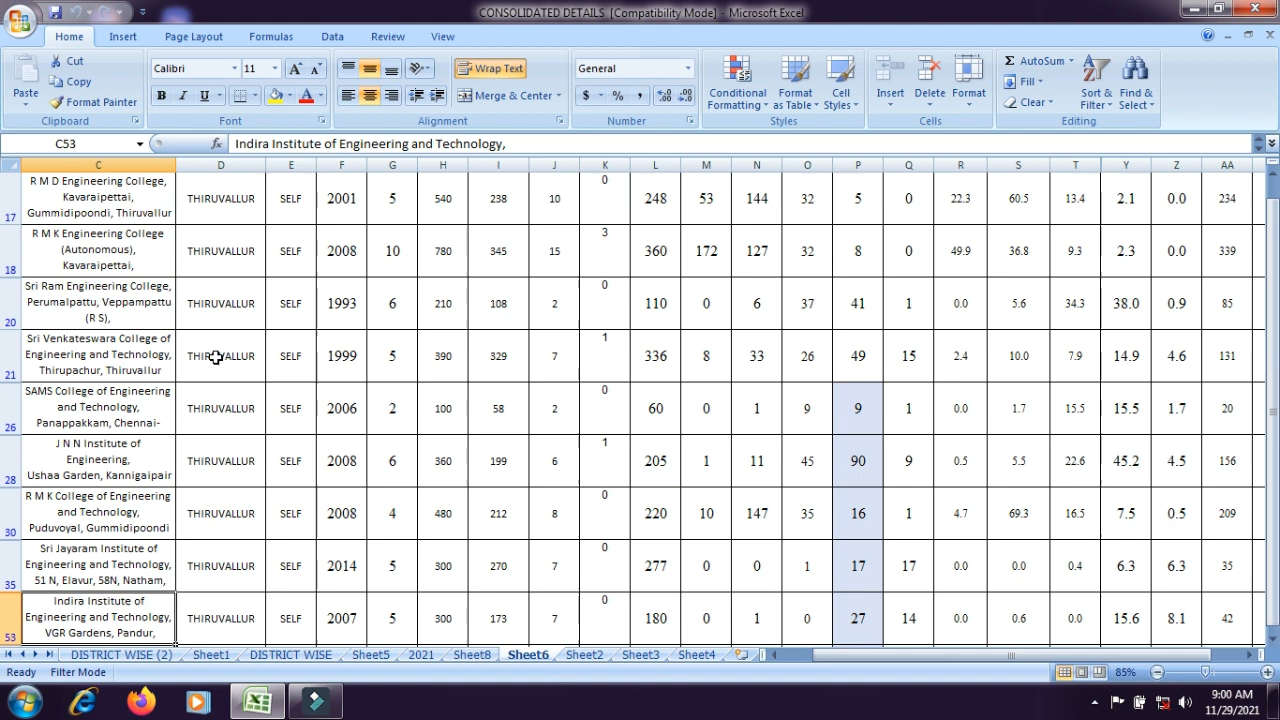 CONSOLIDATED DETAILS [Compatibility Mode] - Microsoft Excel
Home Insert Page Layout Formulas Data Review View
Paste Cut Copy Format Painter Clipboard
Calibri 11 A A B I U A Font
Wrap Text Merge & Center Alignment
General $ % , Number
Conditional Formatting Format as Table Cell Styles Styles
Insert Delete Format Cells
Σ AutoSum Fill Clear Sort & Filter Find & Select Editing
C53 fx Indira Institute of Engineering and Technology,
C D E F G H I J K L M N O P Q R S T Y Z AA
17 R M D Engineering College, Kavaraipettai, Gummidipoondi, Thiruvallur THIRUVALLUR SELF 2001 5 540 238 10 0 248 53 144 32 5 0 22.3 60.5 13.4 2.1 0.0 234
18 R M K Engineering College (Autonomous), Kavaraipettai, THIRUVALLUR SELF 2008 10 780 345 15 3 360 172 127 32 8 0 49.9 36.8 9.3 2.3 0.0 339
20 Sri Ram Engineering College, Perumalpattu, Veppampattu (R S), THIRUVALLUR SELF 1993 6 210 108 2 0 110 0 6 37 41 1 0.0 5.6 34.3 38.0 0.9 85
21 Sri Venkateswara College of Engineering and Technology, Thirupachur, Thiruvallur THIRUVALLUR SELF 1999 5 390 329 7 1 336 8 33 26 49 15 2.4 10.0 7.9 14.9 4.6 131
26 SAMS College of Engineering and Technology, Panappakkam, Chennai- THIRUVALLUR SELF 2006 2 100 58 2 0 60 0 1 9 9 1 0.0 1.7 15.5 15.5 1.7 20
28 J N N Institute of Engineering, Ushaa Garden, Kannigaipair THIRUVALLUR SELF 2008 6 360 199 6 1 205 1 11 45 90 9 0.5 5.5 22.6 45.2 4.5 156
30 R M K College of Engineering and Technology, Puduvoyal, Gummidipoondi THIRUVALLUR SELF 2008 4 480 212 8 0 220 10 147 35 16 1 4.7 69.3 16.5 7.5 0.5 209
35 Sri Jayaram Institute of Engineering and Technology, 51 N, Elavur, 58N, Natham, THIRUVALLUR SELF 2014 5 300 270 7 0 277 0 0 1 17 17 0.0 0.0 0.4 6.3 6.3 35
53 Indira Institute of Engineering and Technology, VGR Gardens, Pandur, THIRUVALLUR SELF 2007 5 300 173 7 0 180 0 1 0 27 14 0.0 0.6 0.0 15.6 8.1 42
DISTRICT WISE (2) Sheet1 DISTRICT WISE Sheet5 2021 Sheet8 Sheet6 Sheet2 Sheet3 Sheet4
Ready Filter Mode 85%
9:00 AM
11/29/2021